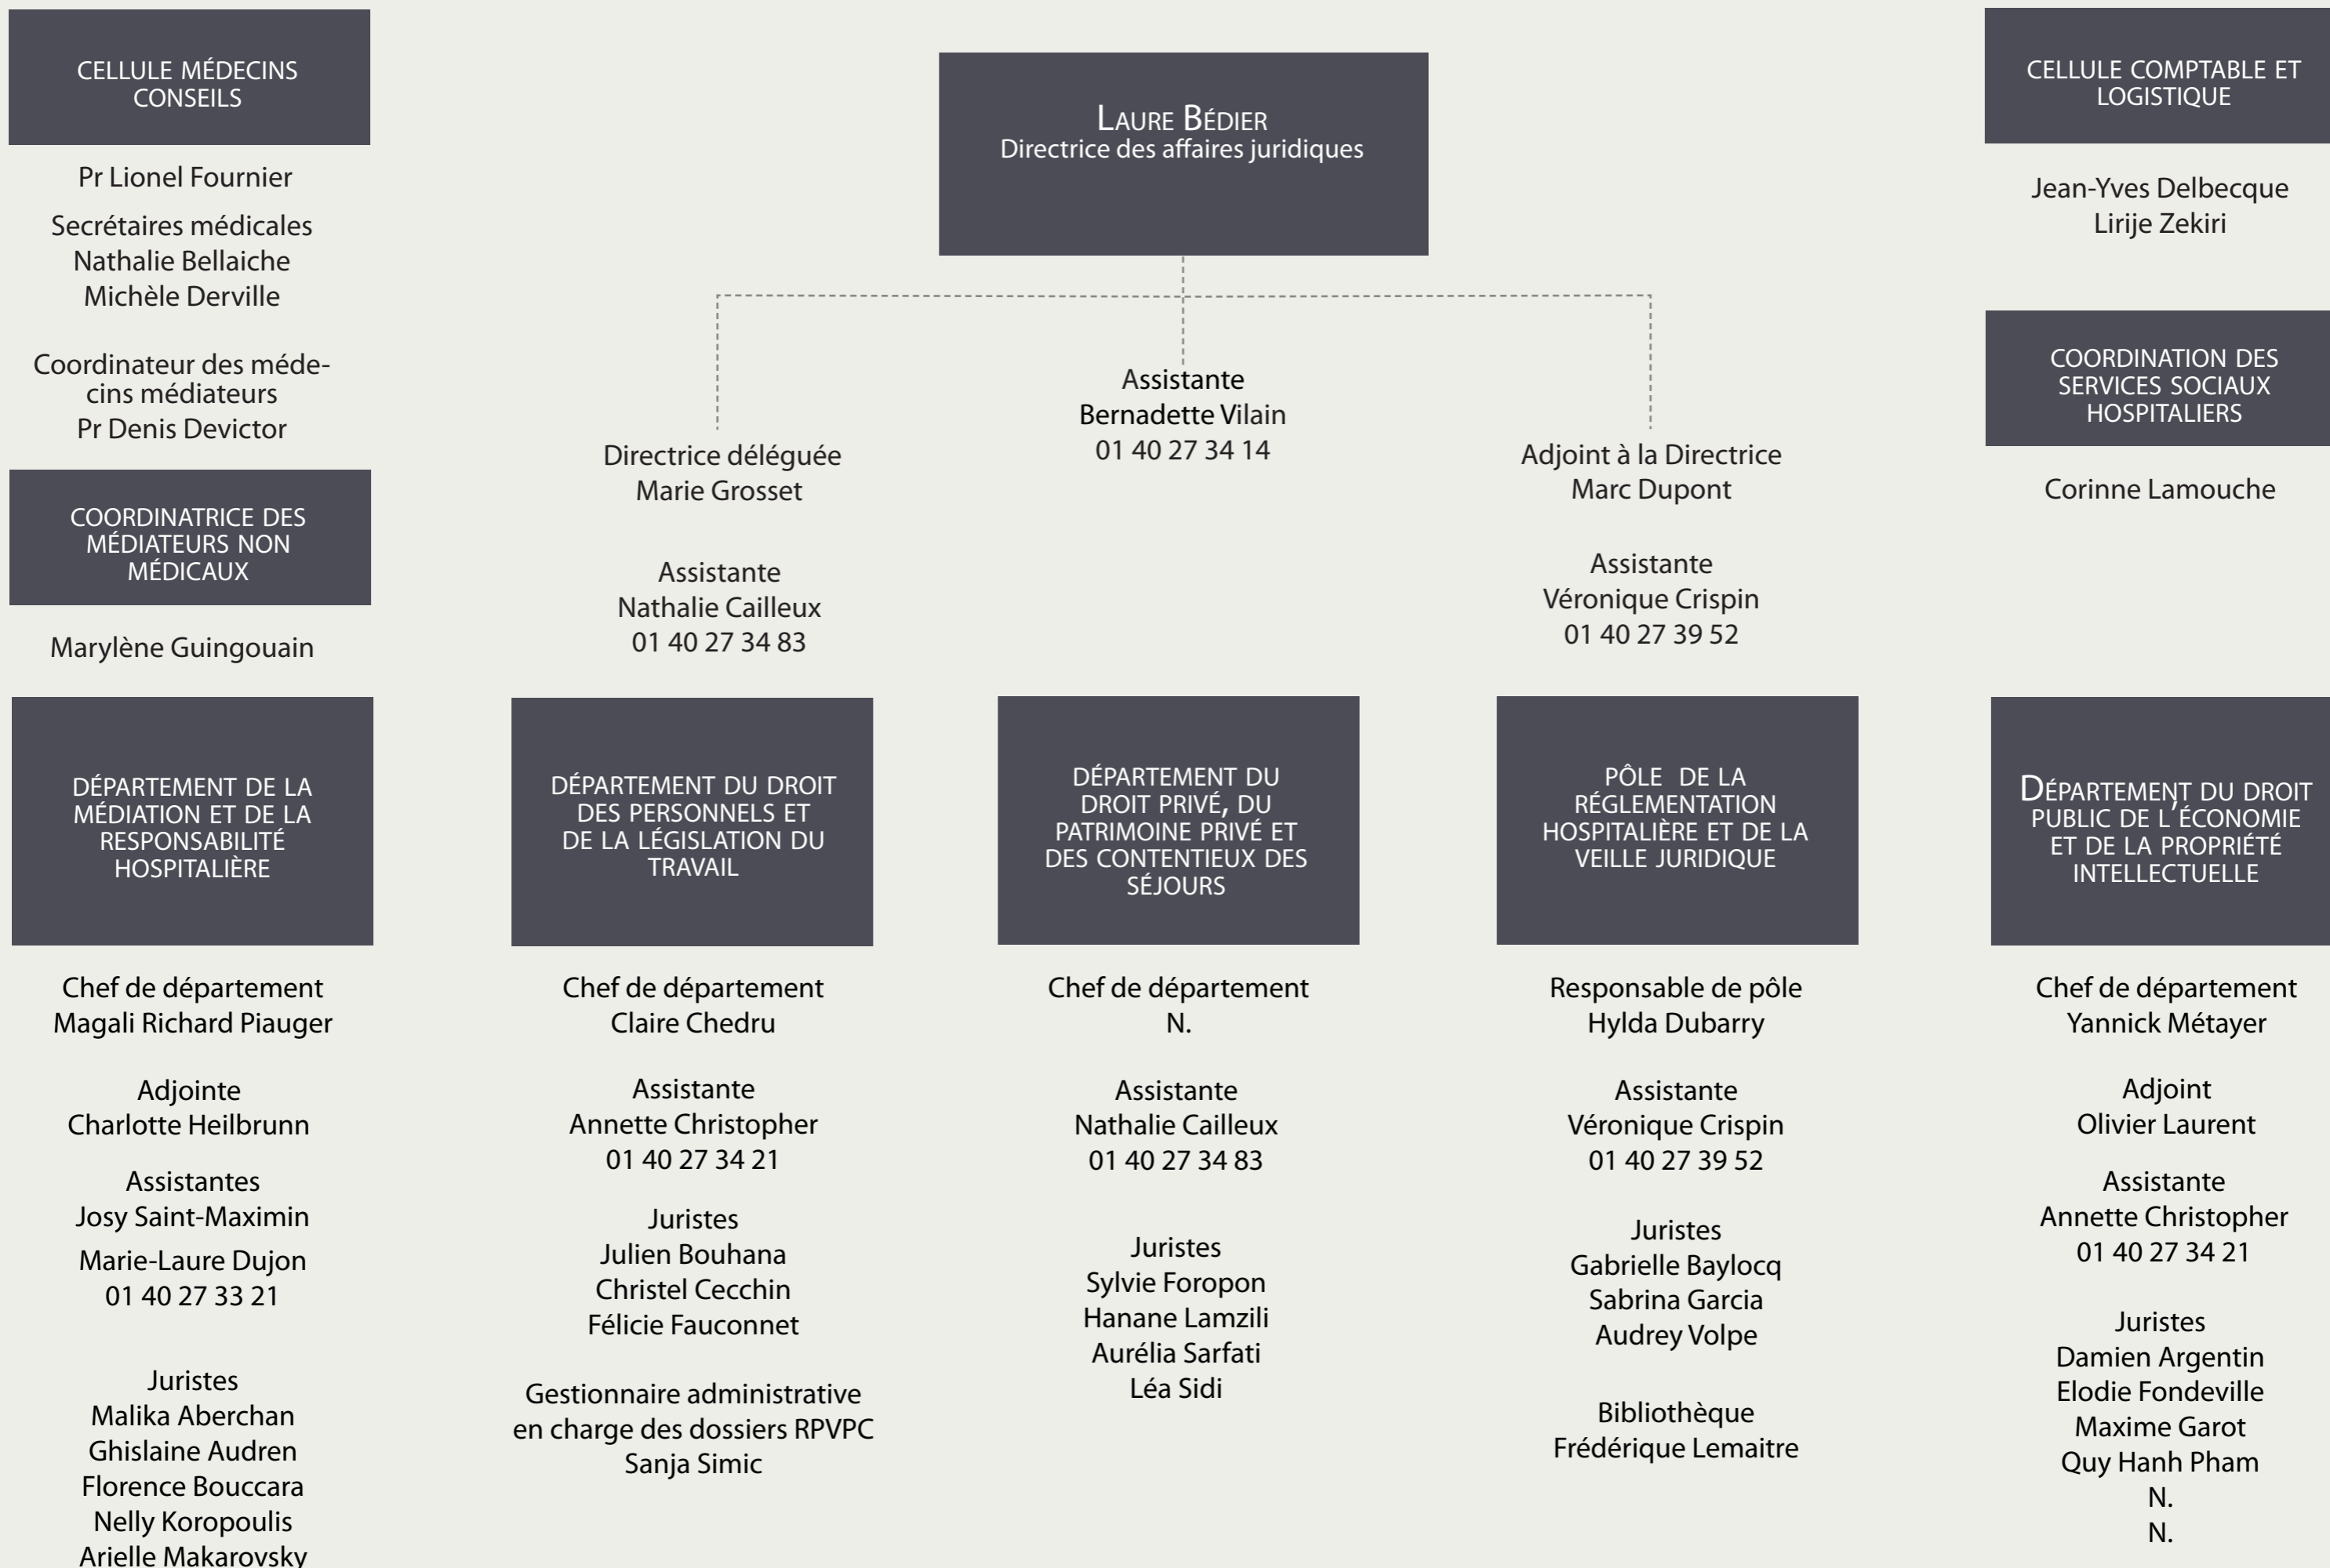 CELLULE MÉDECINS
CONSEILS
Pr Lionel Fournier
Secrétaires médicales
Nathalie Bellaiche
Michèle Derville
Coordinateur des méde-
cins médiateurs
Pr Denis Devictor
COORDINATRICE DES
MÉDIATEURS NON
MÉDICAUX
Marylène Guingouain
LAURE BÉDIER
Directrice des affaires juridiques
Assistante
Bernadette Vilain
01 40 27 34 14
Directrice déléguée
Marie Grosset
Assistante
Nathalie Cailleux
01 40 27 34 83
Adjoint à la Directrice
Marc Dupont
Assistante
Véronique Crispin
01 40 27 39 52
CELLULE COMPTABLE ET
LOGISTIQUE
Jean-Yves Delbecque
Lirije Zekiri
COORDINATION DES
SERVICES SOCIAUX
HOSPITALIERS
Corinne Lamouche
DÉPARTEMENT DE LA
MÉDIATION ET DE LA
RESPONSABILITÉ
HOSPITALIÈRE
Chef de département
Magali Richard Piauger
Adjointe
Charlotte Heilbrunn
Assistantes
Josy Saint-Maximin
Marie-Laure Dujon
01 40 27 33 21
Juristes
Malika Aberchan
Ghislaine Audren
Florence Bouccara
Nelly Koropoulis
Arielle Makarovsky
DÉPARTEMENT DU DROIT
DES PERSONNELS ET
DE LA LÉGISLATION DU
TRAVAIL
Chef de département
Claire Chedru
Assistante
Annette Christopher
01 40 27 34 21
Juristes
Julien Bouhana
Christel Cecchin
Félicie Fauconnet
Gestionnaire administrative
en charge des dossiers RPVPC
Sanja Simic
DÉPARTEMENT DU
DROIT PRIVÉ, DU
PATRIMOINE PRIVÉ ET
DES CONTENTIEUX DES
SÉJOURS
Chef de département
N.
Assistante
Nathalie Cailleux
01 40 27 34 83
Juristes
Sylvie Foropon
Hanane Lamzili
Aurélia Sarfati
Léa Sidi
PÔLE DE LA
RÉGLEMENTATION
HOSPITALIÈRE ET DE LA
VEILLE JURIDIQUE
Responsable de pôle
Hylda Dubarry
Assistante
Véronique Crispin
01 40 27 39 52
Juristes
Gabrielle Baylocq
Sabrina Garcia
Audrey Volpe
Bibliothèque
Frédérique Lemaitre
DÉPARTEMENT DU DROIT
PUBLIC DE L'ÉCONOMIE
ET DE LA PROPRIÉTÉ
INTELLECTUELLE
Chef de département
Yannick Métayer
Adjoint
Olivier Laurent
Assistante
Annette Christopher
01 40 27 34 21
Juristes
Damien Argentin
Elodie Fondeville
Maxime Garot
Quy Hanh Pham
N.
N.